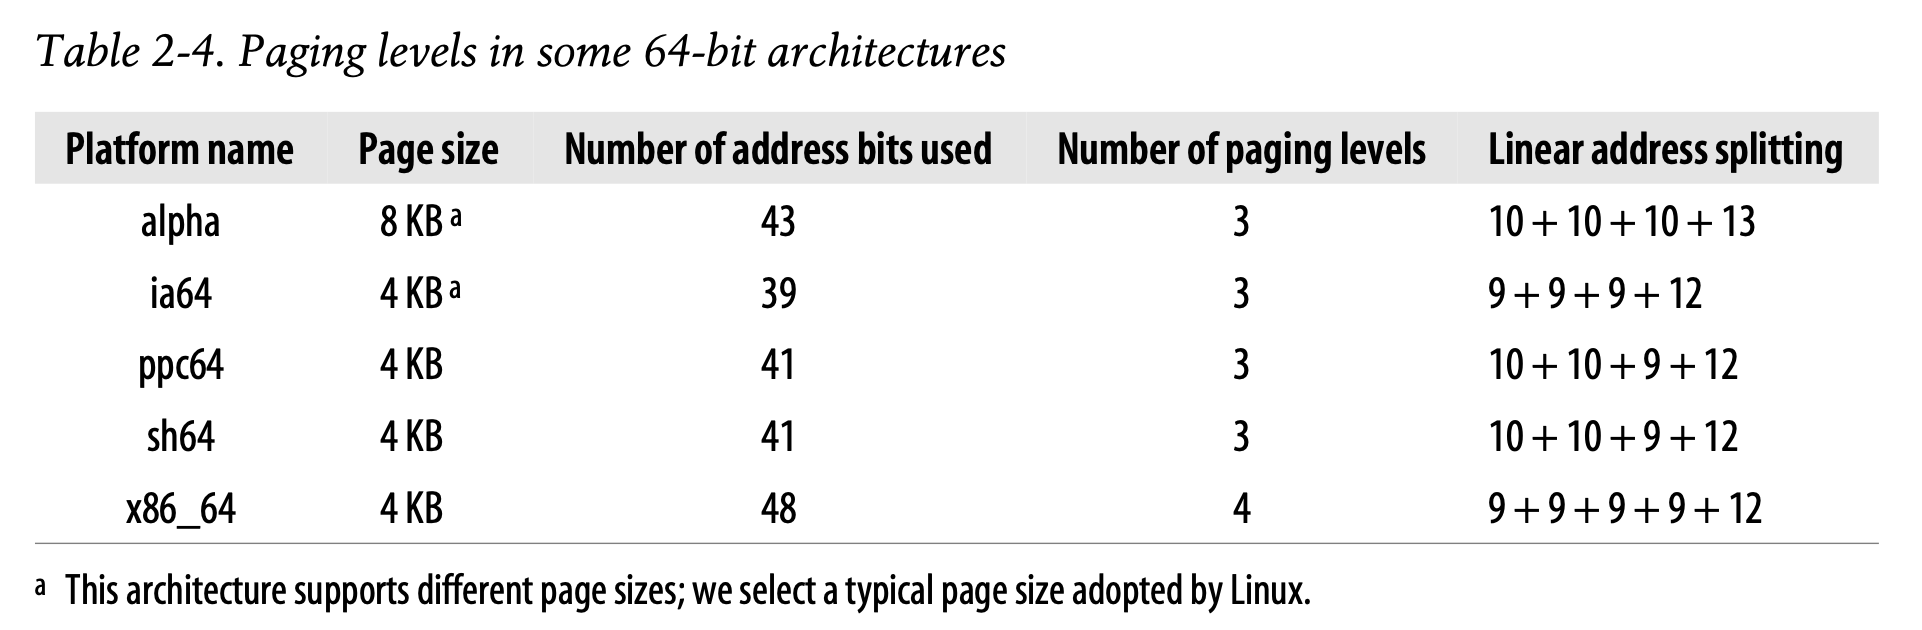 Table 2-4. Paging levels in some 64-bit architectures
Platform name Page size Number of address bits used Number of paging levels Linear address splitting
alpha 8 KB a 43 3 10 + 10 + 10 + 13
ia64 4 KB a 39 3 9 + 9 + 9 + 12
ppc64 4 KB 41 3 10 + 10 + 9 + 12
sh64 4 KB 41 3 10 + 10 + 9 + 12
x86_64 4 KB 48 4 9 + 9 + 9 + 9 + 12
a This architecture supports different page sizes; we select a typical page size adopted by Linux.